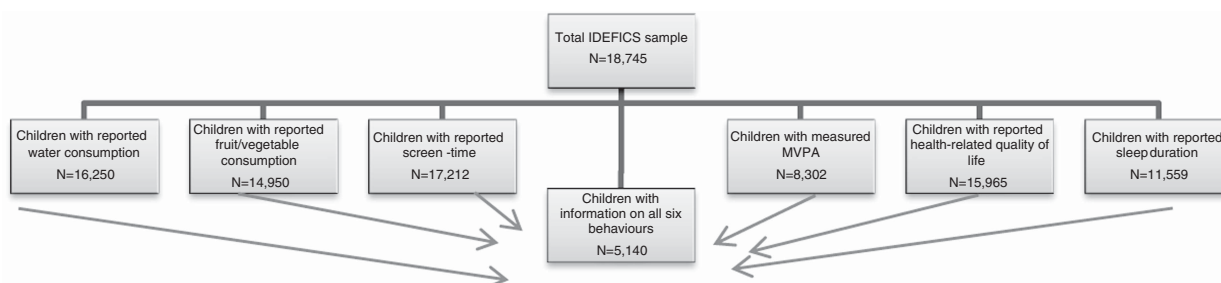 Total IDEFICS sample
N=18,745
Children with reported
water consumption
N=16,250
Children with reported
fruit/vegetable
consumption
N=14,950
Children with reported
screen -time
N=17,212
Children with
information on all six
behaviours
N=5,140
Children with measured
MVPA
N=8,302
Children with reported
health-related quality of
life
N=15,965
Children with reported
sleep duration
N=11,559